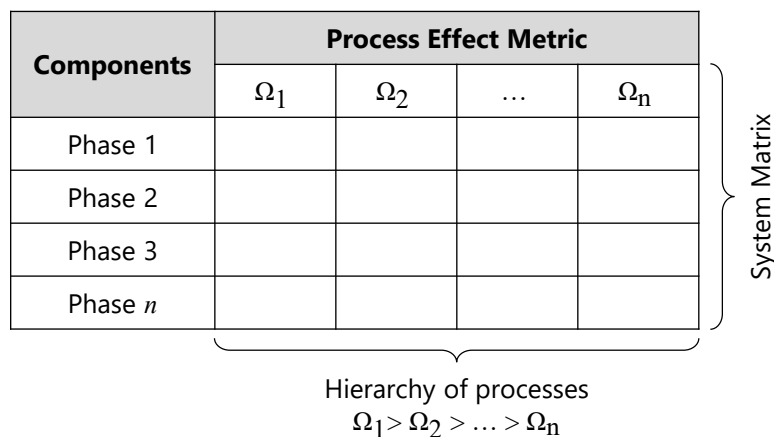 Components
Process Effect Metric
Ω1 Ω2 … Ωn
Phase 1
Phase 2
Phase 3
Phase n
System Matrix
Hierarchy of processes
Ω1> Ω2 > … > Ωn